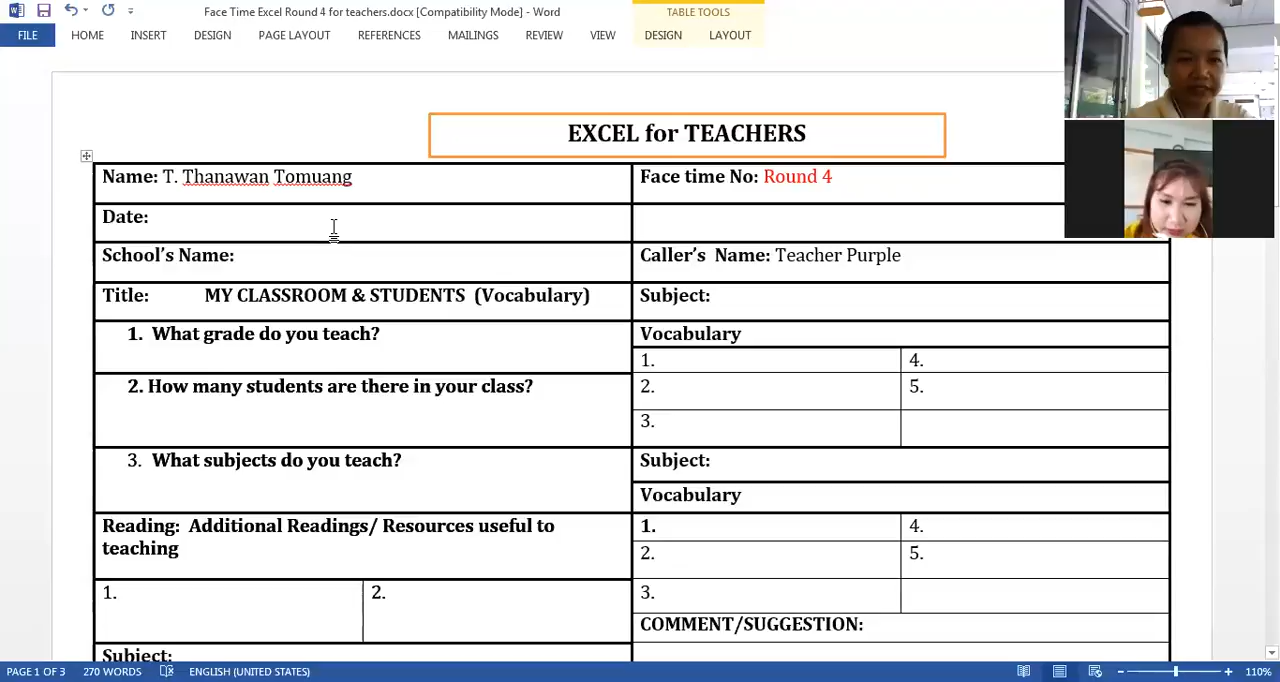 Face Time Excel Round 4 for teachers.docx [Compatibility Mode] - Word
TABLE TOOLS
FILE HOME INSERT DESIGN PAGE LAYOUT REFERENCES MAILINGS REVIEW VIEW DESIGN LAYOUT
EXCEL for TEACHERS
Name: T. Thanawan Tomuang
Face time No: Round 4
Date:
School's Name:
Caller's Name: Teacher Purple
Title: MY CLASSROOM & STUDENTS (Vocabulary)
Subject:
1. What grade do you teach?
Vocabulary
1.
4.
2. How many students are there in your class?
2.
5.
3.
3. What subjects do you teach?
Subject:
Vocabulary
Reading: Additional Readings/ Resources useful to
teaching
1.
4.
2.
5.
1.
2.
3.
COMMENT/SUGGESTION:
Subject:
PAGE 1 OF 3 270 WORDS ENGLISH (UNITED STATES) 110%